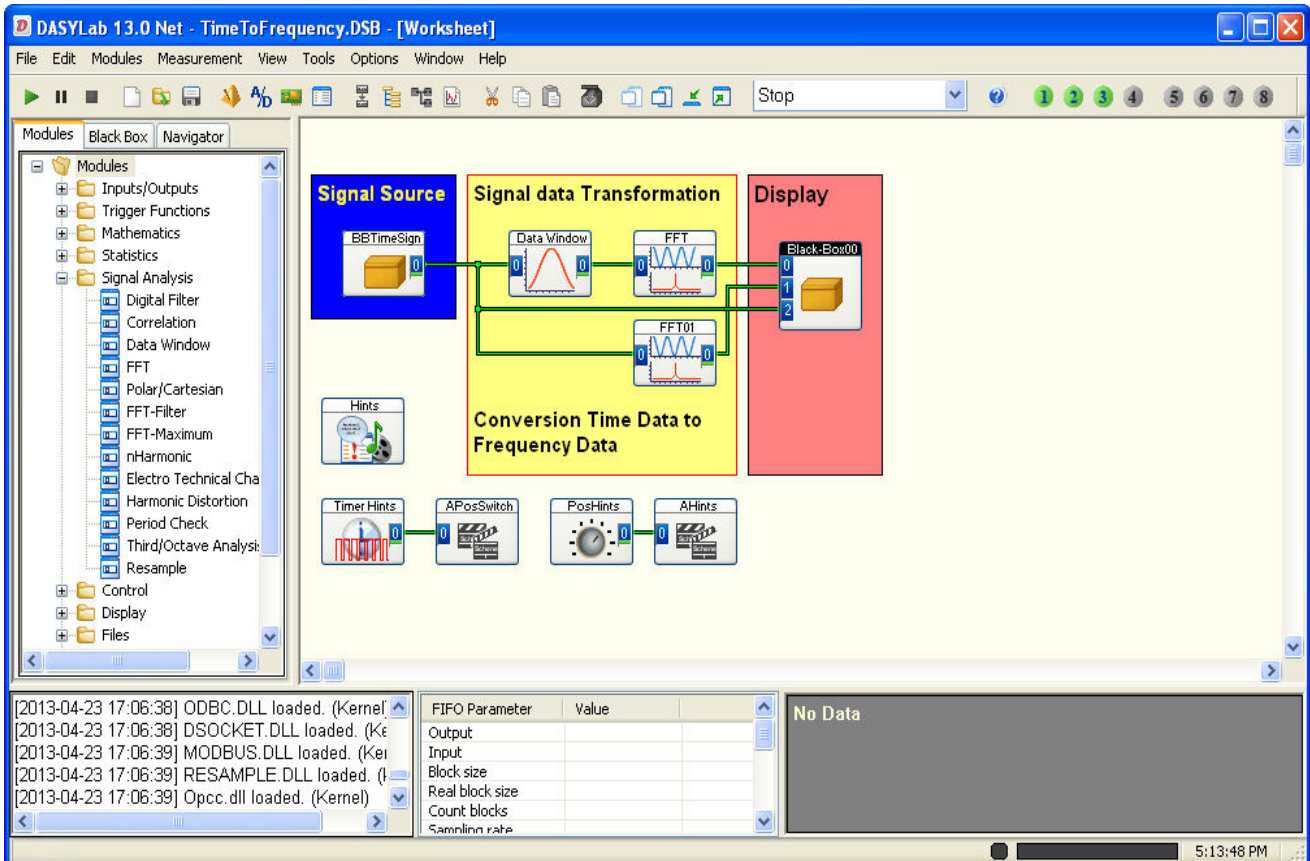 DASYLab 13.0 Net - TimeToFrequency.DSB - [Worksheet]
File Edit Modules Measurement View Tools Options Window Help
A/D Stop ? 1 2 3 4 5 6 7 8
Modules Black Box Navigator
Modules
Inputs/Outputs
Trigger Functions
Mathematics
Statistics
Signal Analysis
Digital Filter
Correlation
Data Window
FFT
Polar/Cartesian
FFT-Filter
FFT-Maximum
nHarmonic
Electro Technical Cha
Harmonic Distortion
Period Check
Third/Octave Analysi
Resample
Control
Display
Files
Signal Source
BBTimeSign
0
Signal data Transformation
Data Window
0 0
FFT
0 0
FFT01
0 0
Conversion Time Data to
Frequency Data
Display
Black-Box00
0
1
2
Hints
Timer Hints
0
APosSwitch
0
PosHints
0
AHints
0
[2013-04-23 17:06:38] ODBC.DLL loaded. (Kernel
[2013-04-23 17:06:38] DSOCKET.DLL loaded. (Ke
[2013-04-23 17:06:39] MODBUS.DLL loaded. (Ker
[2013-04-23 17:06:39] RESAMPLE.DLL loaded. (
[2013-04-23 17:06:39] Opcc.dll loaded. (Kernel)
FIFO Parameter Value
Output
Input
Block size
Real block size
Count blocks
Sampling rate
No Data
5:13:48 PM